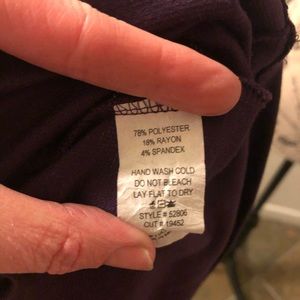 78% POLYESTER
18% RAYON
4% SPANDEX
HAND WASH COLD
DO NOT BLEACH
LAY FLAT TO DRY
STYLE # 52806
CUT # 19452